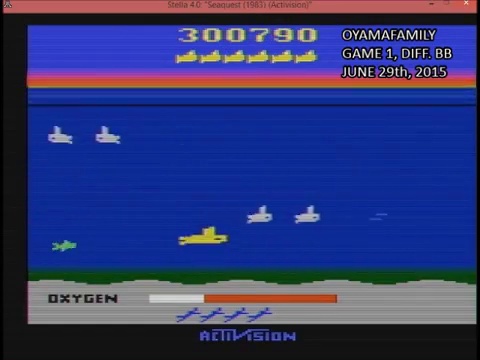 Stella 4.0: "Seaquest (1983) (Activision)"
300790
OYAMAFAMILY
GAME 1, DIFF. BB
JUNE 29th, 2015
OXYGEN
ACTIVISION